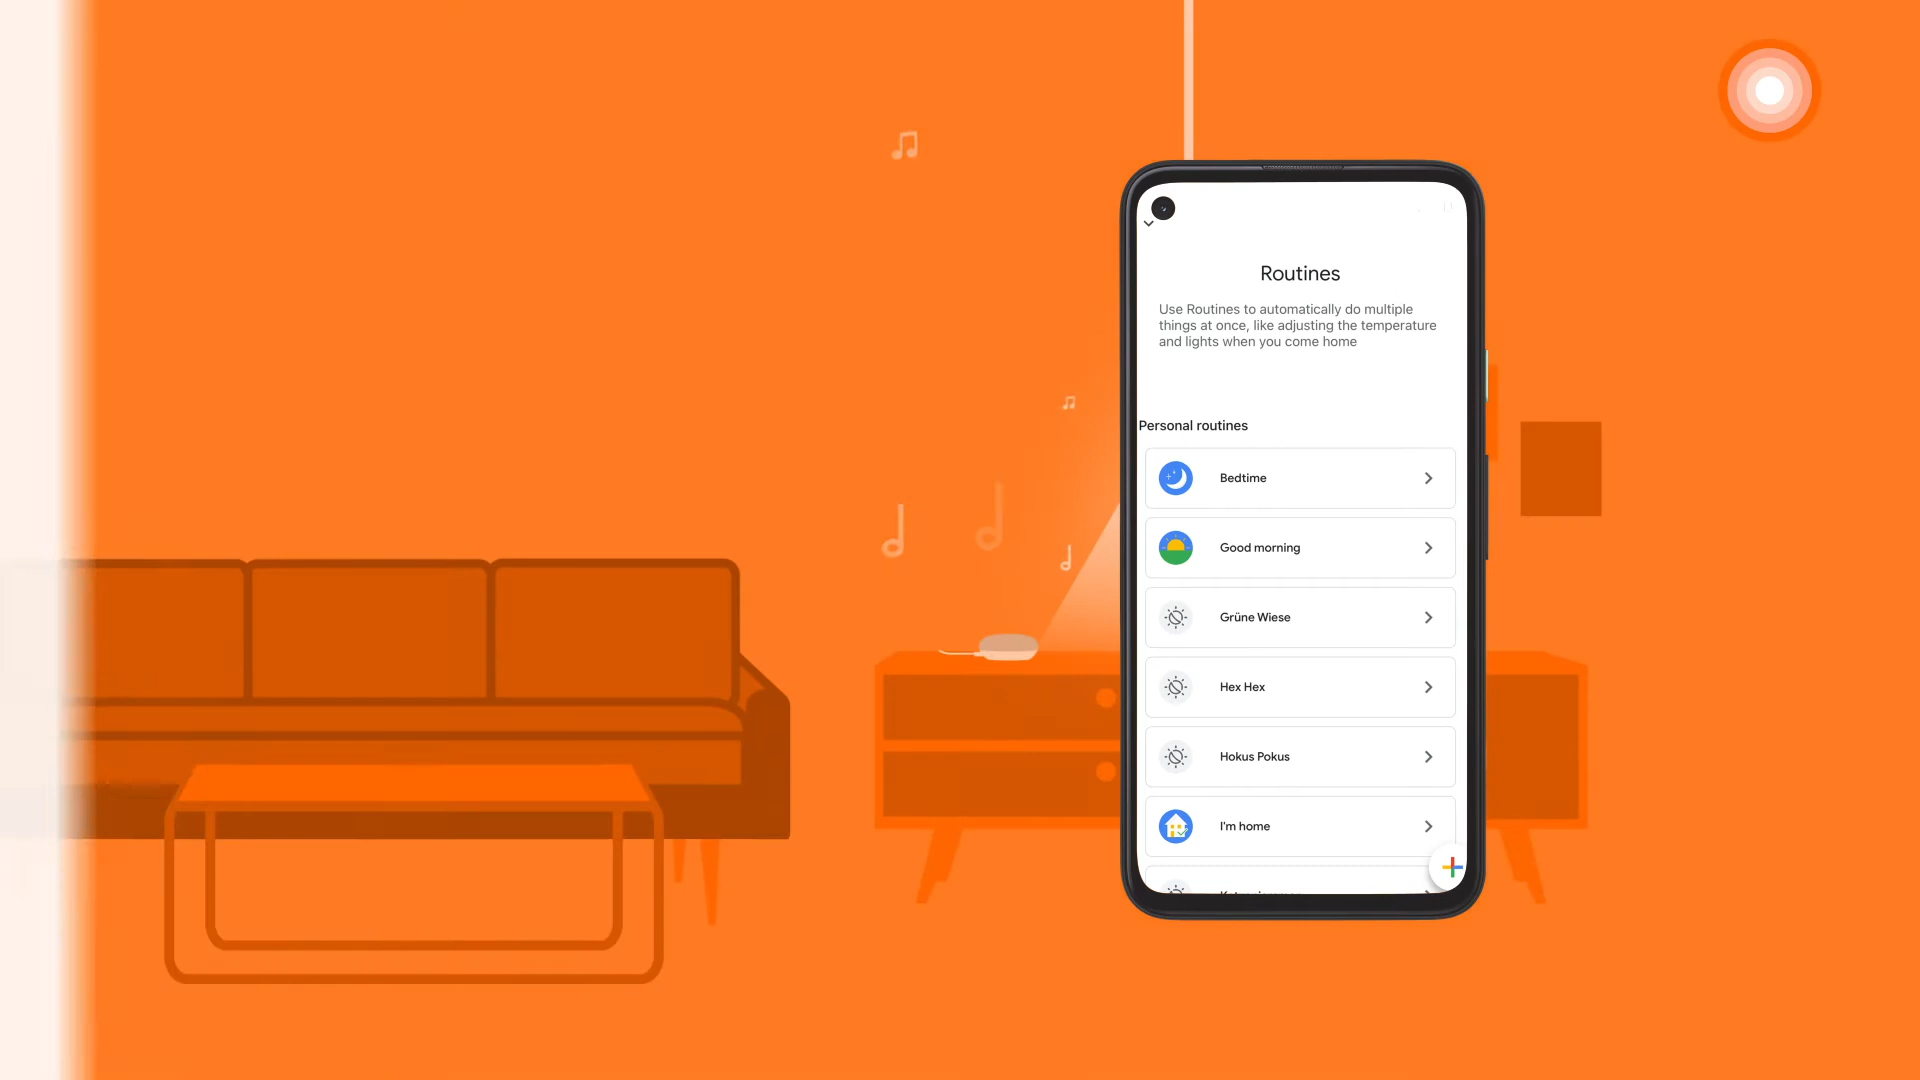 Routines
Use Routines to automatically do multiple
things at once, like adjusting the temperature
and lights when you come home
Personal routines
Bedtime
Good morning
Grüne Wiese
Hex Hex
Hokus Pokus
I'm home